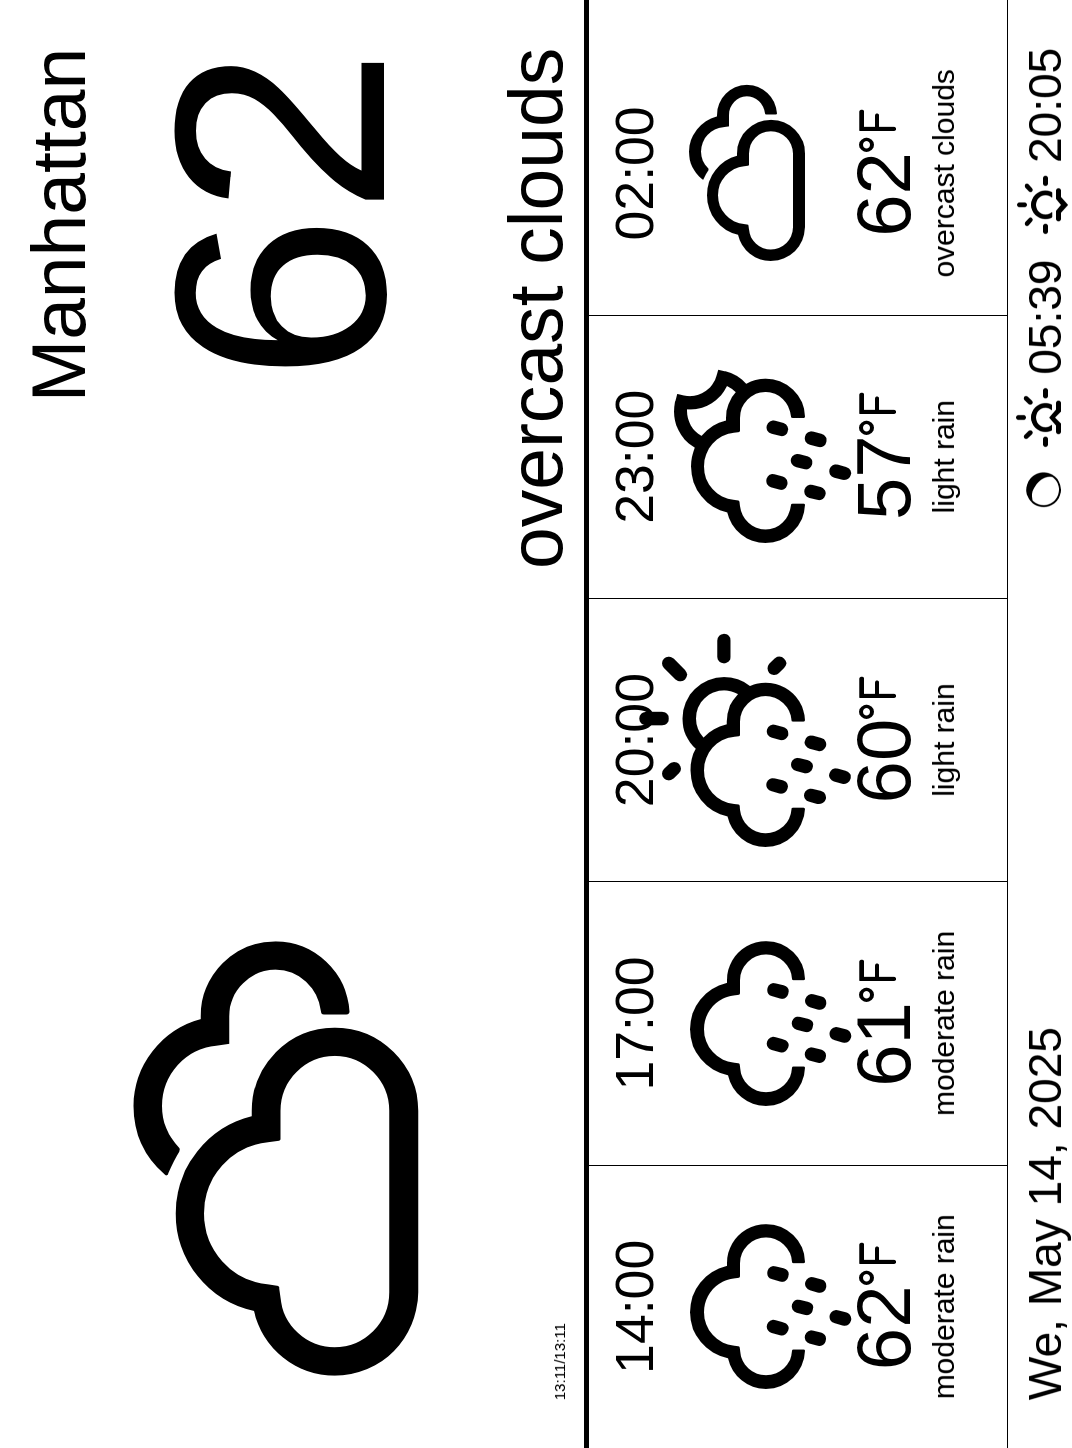 Manhattan
62
overcast clouds
13:11/13:11
14:00 17:00 20:00 23:00 02:00
62°F 61°F 60°F 57°F 62°F
moderate rain moderate rain light rain light rain overcast clouds
We, May 14, 2025 05:39 20:05